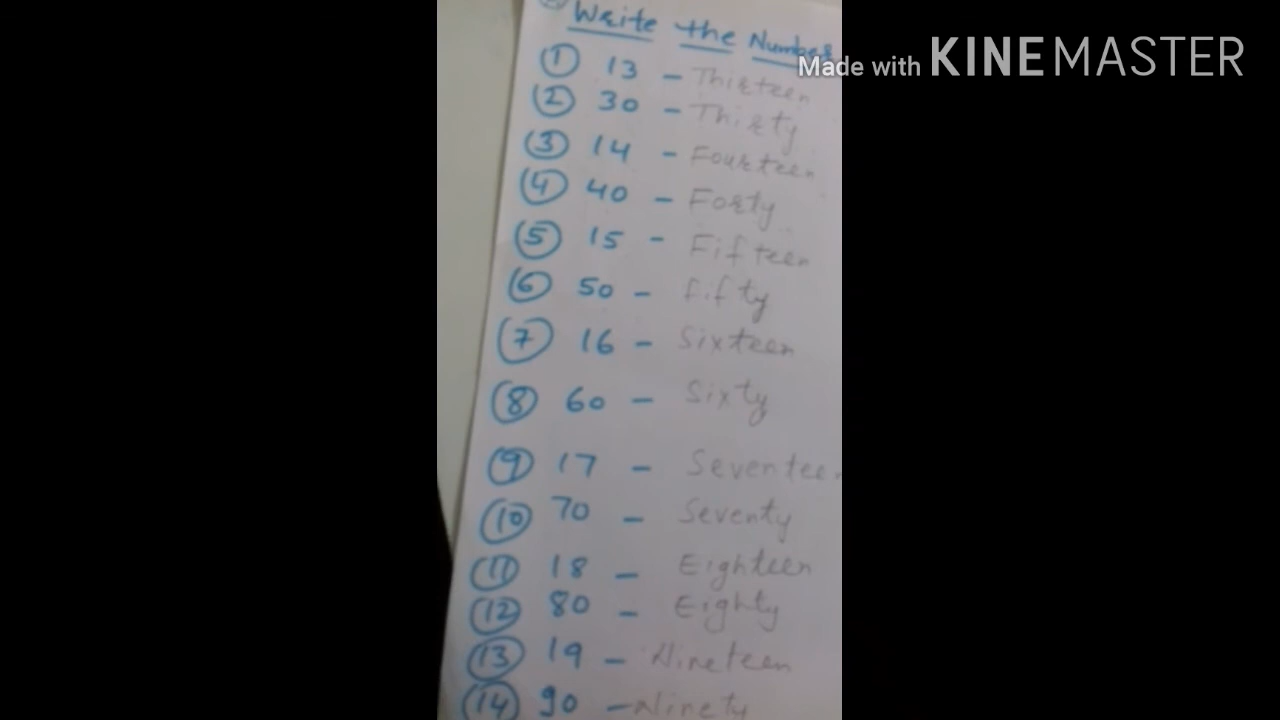 Write the Number
Made with KINEMASTER
① 13 - Thirteen
② 30 - Thirty
③ 14 - Fourteen
④ 40 - Forty
⑤ 15 - Fifteen
⑥ 50 - fifty
⑦ 16 - Sixteen
⑧ 60 - Sixty
⑨ 17 - Seventeen
⑩ 70 - Seventy
⑪ 18 - Eighteen
⑫ 80 - Eighty
⑬ 19 - Nineteen
⑭ 90 - Ninety